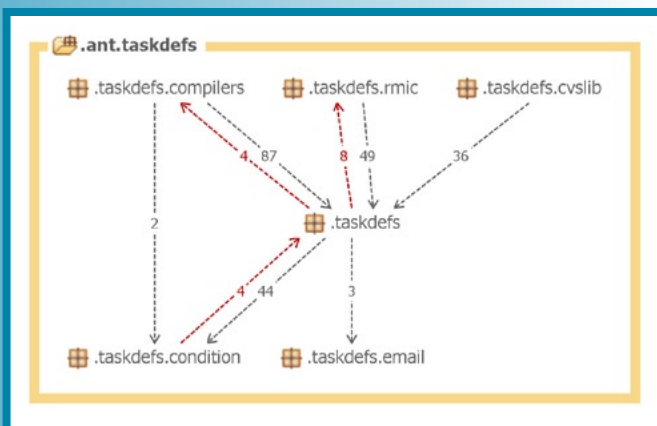 .ant.taskdefs
.taskdefs.compilers .taskdefs.rmic .taskdefs.cvslib
4 87 8 49 36
.taskdefs
2
4 44 3
.taskdefs.condition .taskdefs.email